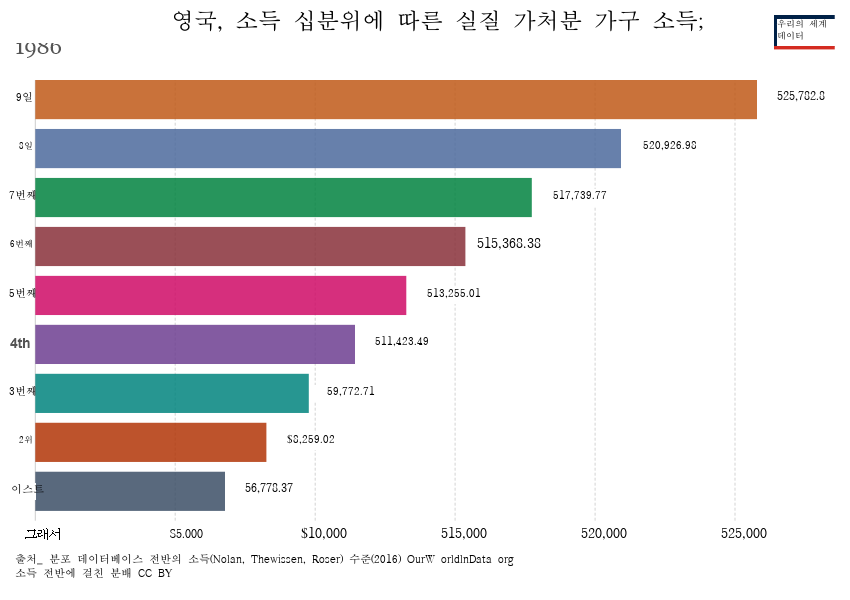 영국, 소득 십분위에 따른 실질 가처분 가구 소득;
우리의 세계
데이터
1986
9일
525,782.8
8일
520,926.98
7번째
517,739.77
6번째
515,368.38
5번째
513,255.01
4th
511,423.49
3번째
59,772.71
2위
$8,259.02
이스트
56,778.37
그래서
$5.000
$10,000
$15,000
$20,000
$25,000
출처_ 분포 데이터베이스 전반의 소득(Nolan, Thewissen, Roser) 수준(2016) OurW orldInData org
소득 전반에 걸친 분배 CC BY